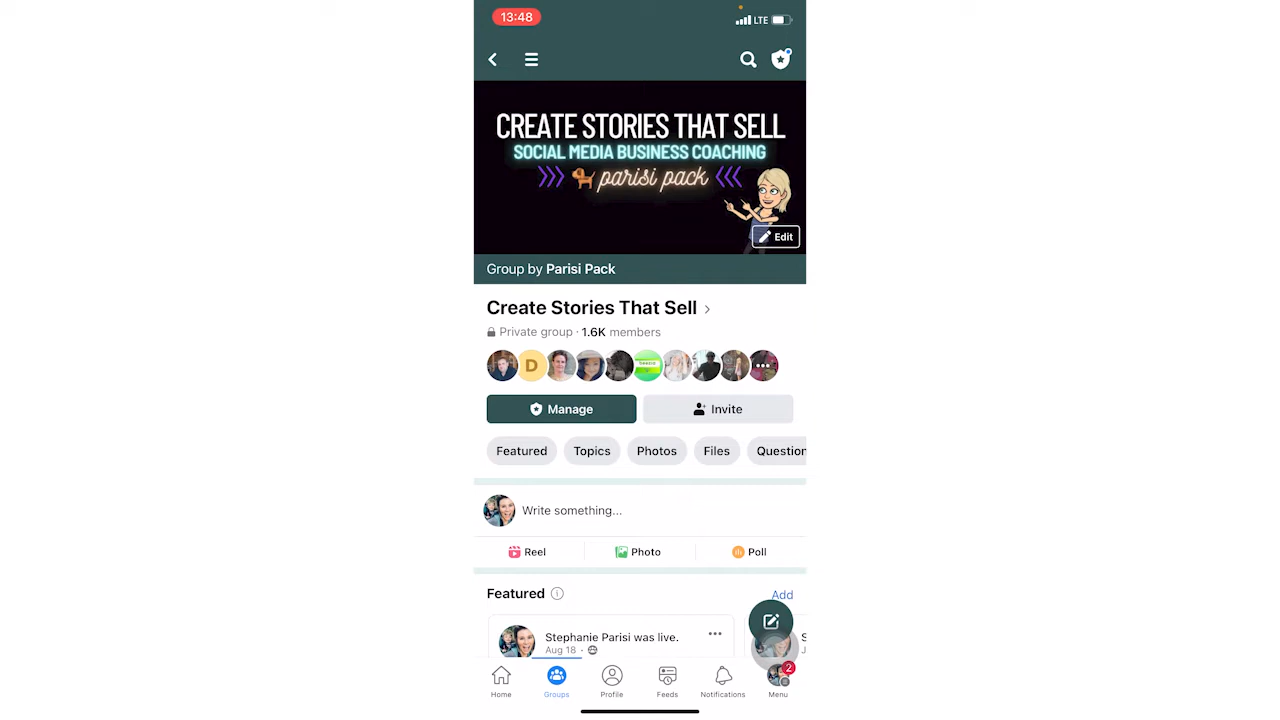 13:48
LTE
CREATE STORIES THAT SELL
SOCIAL MEDIA BUSINESS COACHING
parisi pack
Edit
Group by Parisi Pack
Create Stories That Sell
Private group · 1.6K members
D
Manage
Invite
Featured
Topics
Photos
Files
Question
Write something...
Reel
Photo
Poll
Featured
Add
Stephanie Parisi was live.
Aug 18 ·
2
Home
Groups
Profile
Feeds
Notifications
Menu